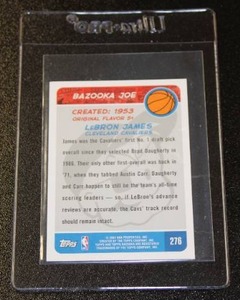 Ultra•PRO®
BAZOOKA JOE
CREATED: 1953
ORIGINAL FLAVOR
LEBRON JAMES
CLEVELAND CAVALIERS
James was the Cavaliers' first No. 1 draft pick
overall since they selected Brad Daugherty in
1986. Their only other first-overall was back in
'71, when they tabbed Austin Carr. Daugherty
and Carr happen to still be the team's all-time
scoring leaders — so, if LeBron's advance
reviews are accurate, the Cavs' track record
should remain intact.
Topps
NBA
276